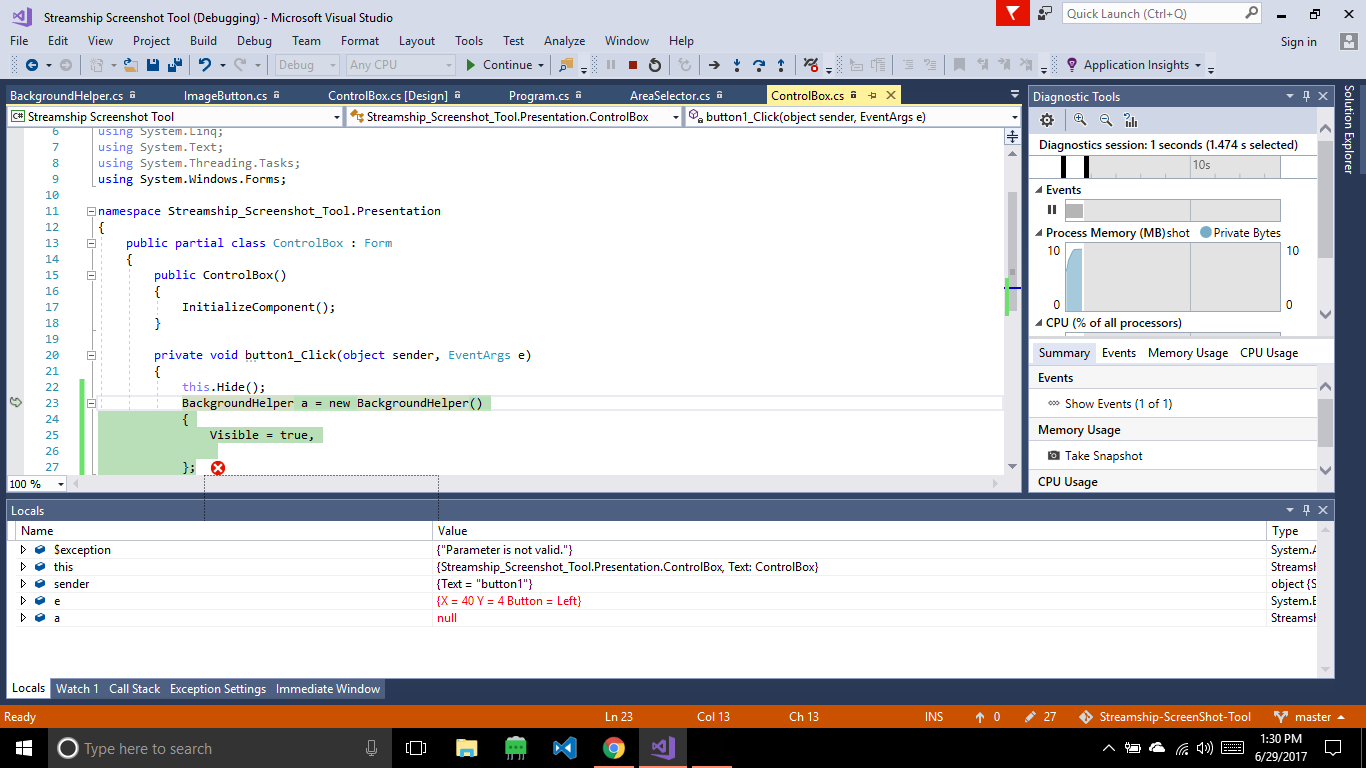 Streamship Screenshot Tool (Debugging) - Microsoft Visual Studio
Quick Launch (Ctrl+Q)
File Edit View Project Build Debug Team Format Layout Tools Test Analyze Window Help
Sign in
Debug Any CPU Continue Application Insights
BackgroundHelper.cs ImageButton.cs ControlBox.cs [Design] Program.cs AreaSelector.cs ControlBox.cs
C# Streamship Screenshot Tool Streamship_Screenshot_Tool.Presentation.ControlBox button1_Click(object sender, EventArgs e)
6 using System.Linq;
7 using System.Text;
8 using System.Threading.Tasks;
9 using System.Windows.Forms;
10
11 namespace Streamship_Screenshot_Tool.Presentation
12 {
13 public partial class ControlBox : Form
14 {
15 public ControlBox()
16 {
17 InitializeComponent();
18 }
19
20 private void button1_Click(object sender, EventArgs e)
21 {
22 this.Hide();
23 BackgroundHelper a = new BackgroundHelper()
24 {
25 Visible = true,
26
27 };
100 %
Diagnostic Tools
Diagnostics session: 1 seconds (1.474 s selected)
10s
Events
Process Memory (MB)shot Private Bytes
10 10
0 0
CPU (% of all processors)
Summary Events Memory Usage CPU Usage
Events
Show Events (1 of 1)
Memory Usage
Take Snapshot
CPU Usage
Solution Explorer
Locals
Name Value Type
$exception {"Parameter is not valid."} System.A
this {Streamship_Screenshot_Tool.Presentation.ControlBox, Text: ControlBox} Streamsh
sender {Text = "button1"} object {S
e {X = 40 Y = 4 Button = Left} System.E
a null Streamsh
Locals Watch 1 Call Stack Exception Settings Immediate Window
Ready Ln 23 Col 13 Ch 13 INS 0 27 Streamship-ScreenShot-Tool master
Type here to search
1:30 PM
6/29/2017